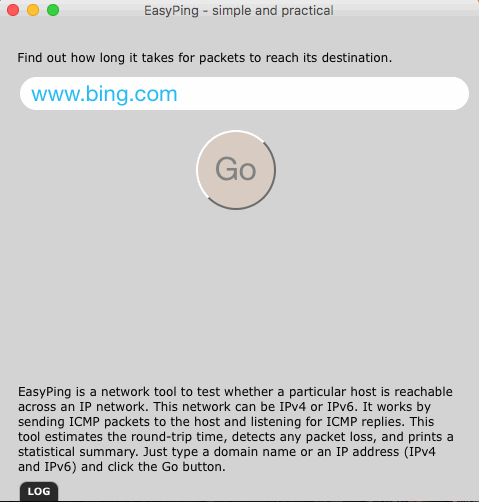 EasyPing - simple and practical
Find out how long it takes for packets to reach its destination.
www.bing.com
Go
EasyPing is a network tool to test whether a particular host is reachable
across an IP network. This network can be IPv4 or IPv6. It works by
sending ICMP packets to the host and listening for ICMP replies. This
tool estimates the round-trip time, detects any packet loss, and prints a
statistical summary. Just type a domain name or an IP address (IPv4
and IPv6) and click the Go button.
LOG